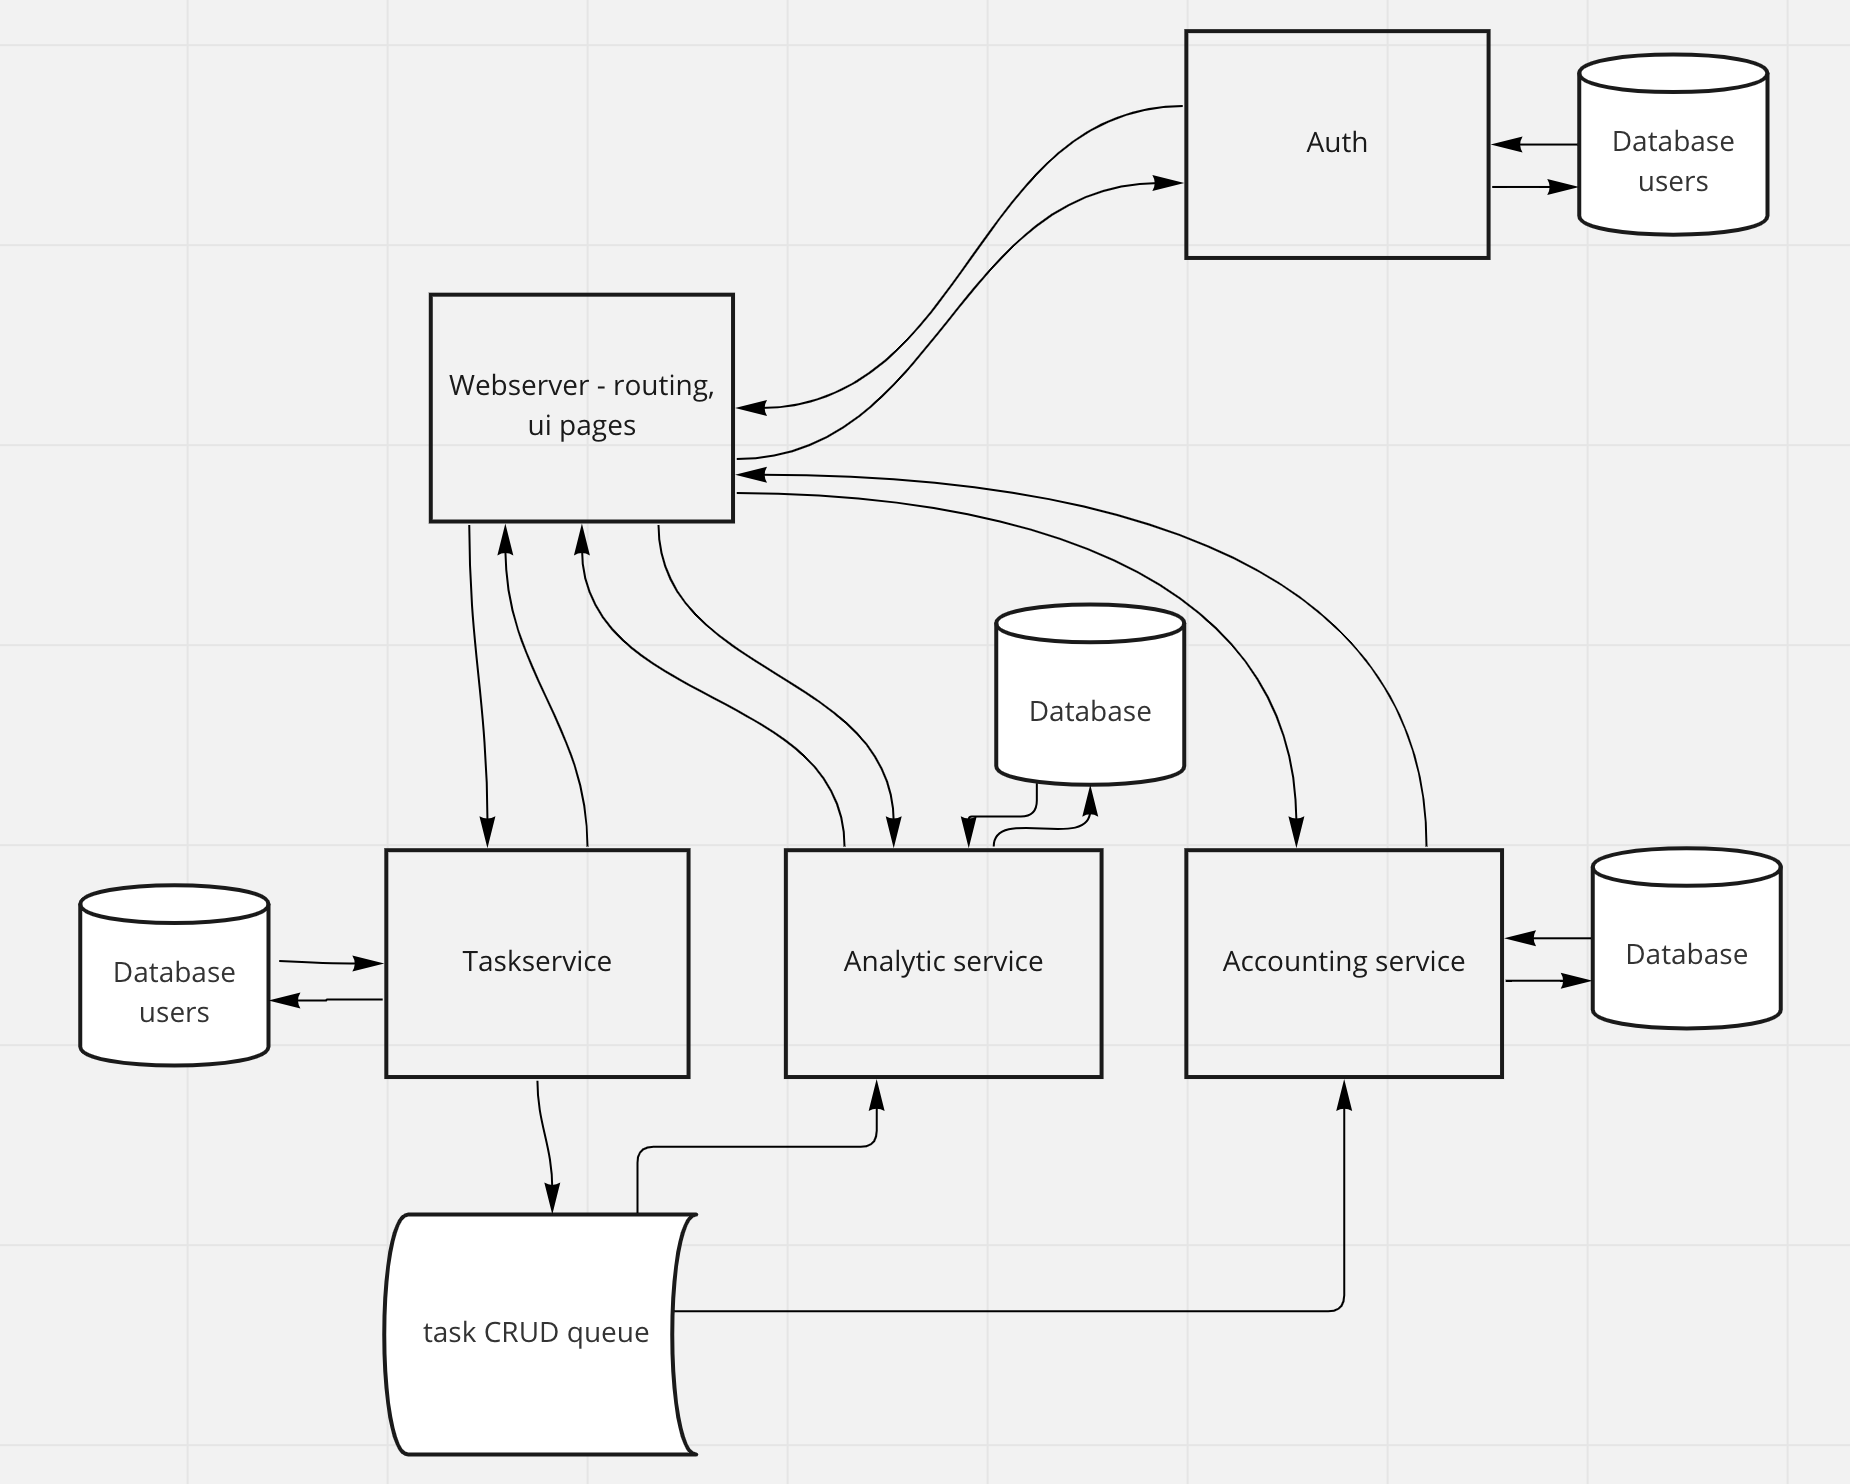 Auth
Database
users
Webserver - routing,
ui pages
Database
Database
users
Taskservice
Analytic service
Accounting service
Database
task CRUD queue